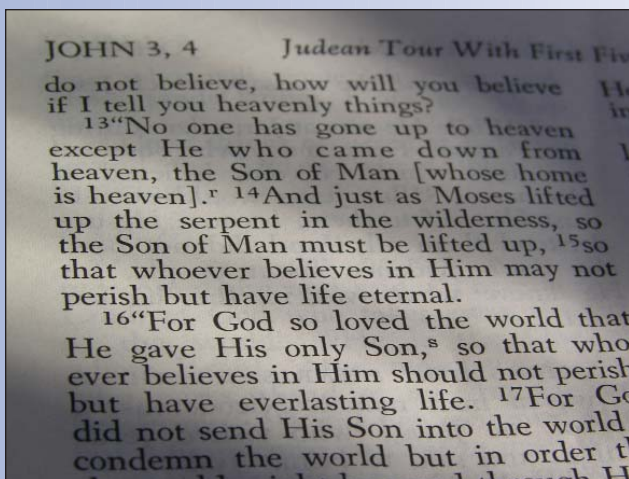 JOHN 3, 4 Judean Tour With First
do not believe, how will you believe
if I tell you heavenly things?
13“No one has gone up to heaven
except He who came down from
heaven, the Son of Man [whose home
is heaven].r 14And just as Moses lifted
up the serpent in the wilderness, so
the Son of Man must be lifted up, 15so
that whoever believes in Him may not
perish but have life eternal.
16“For God so loved the world that
He gave His only Son,s so that who-
ever believes in Him should not perish
but have everlasting life. 17For
did not send His Son into the world
condemn the world but in order